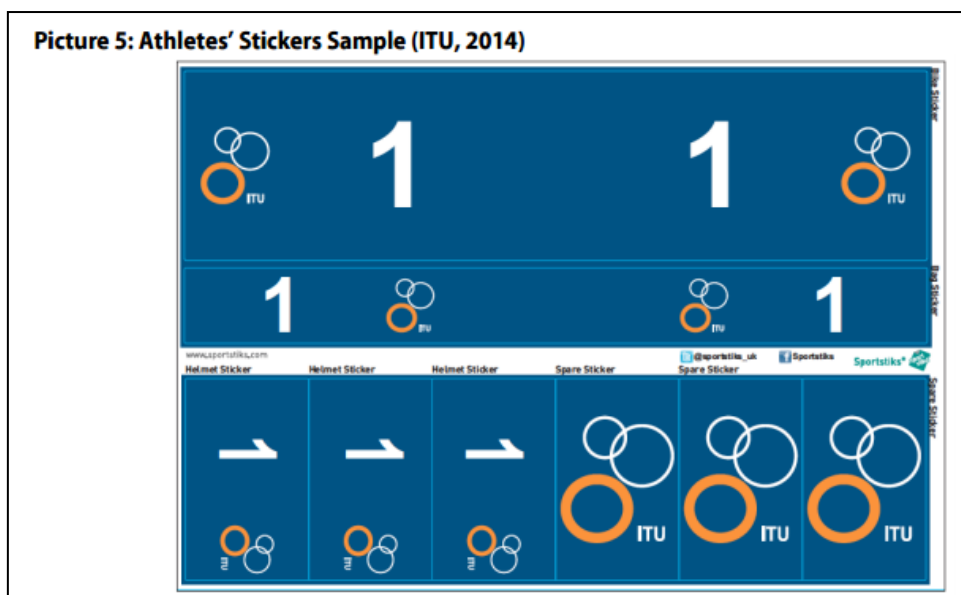 Picture 5: Athletes’ Stickers Sample (ITU, 2014)
Bike Sticker
1 1
ITU ITU
Bag Sticker
1 1
ITU ITU
www.sportstiks.com @sportstiks_uk Sportstiks Sportstiks®
Helmet Sticker Helmet Sticker Helmet Sticker Spare Sticker Spare Sticker
Spare Sticker
1 1 1
ITU ITU ITU ITU ITU ITU